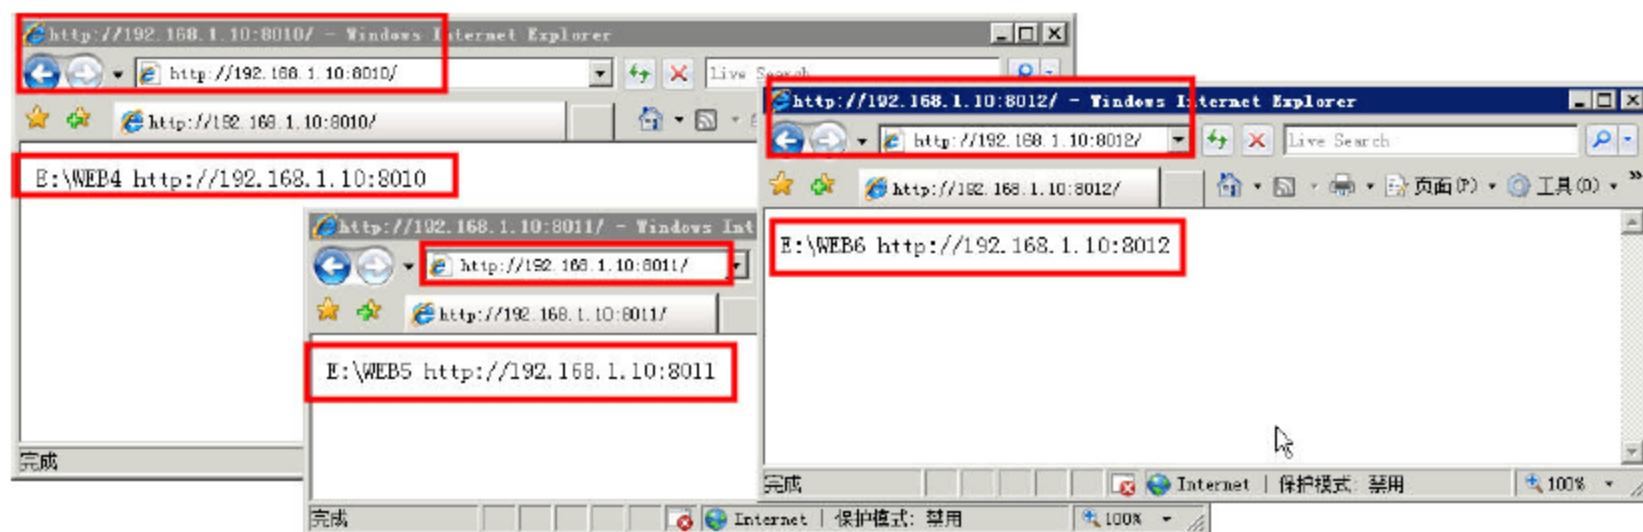 http://192.168.1.10:8010/ - Windows Internet Explorer
http://192.168.1.10:8010/
Live Search
http://192.168.1.10:8010/
E:\WEB4 http://192.168.1.10:8010
完成
http://192.168.1.10:8011/ - Windows Int
http://192.168.1.10:8011/
http://192.168.1.10:8011/
E:\WEB5 http://192.168.1.10:8011
完成
Internet | 保护模式: 禁用
100%
http://192.168.1.10:8012/ - Windows Internet Explorer
http://192.168.1.10:8012/
Live Search
http://192.168.1.10:8012/
页面(P)
工具(O)
E:\WEB6 http://192.168.1.10:8012
完成
Internet | 保护模式: 禁用
100%